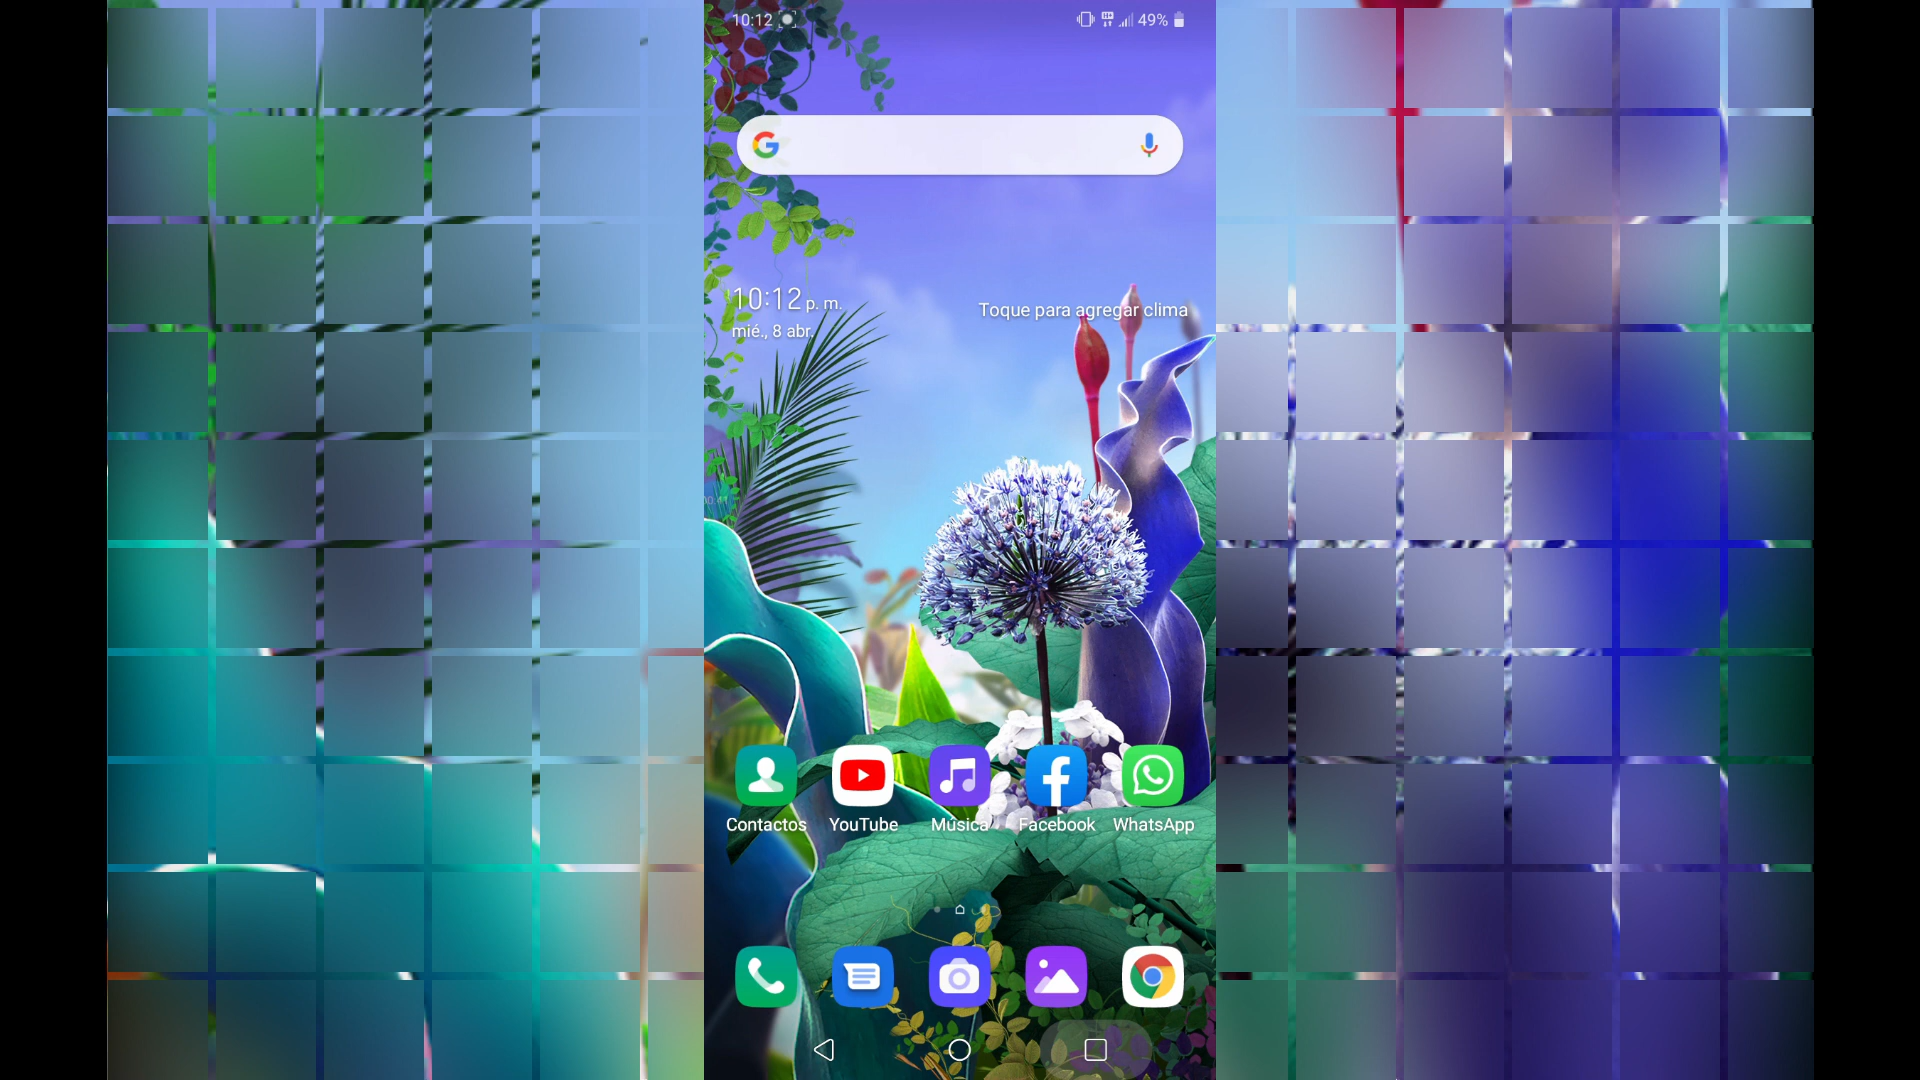 10:12
49%
10:12 p. m.
mié., 8 abr.
Toque para agregar clima
Contactos
YouTube
Música
Facebook
WhatsApp